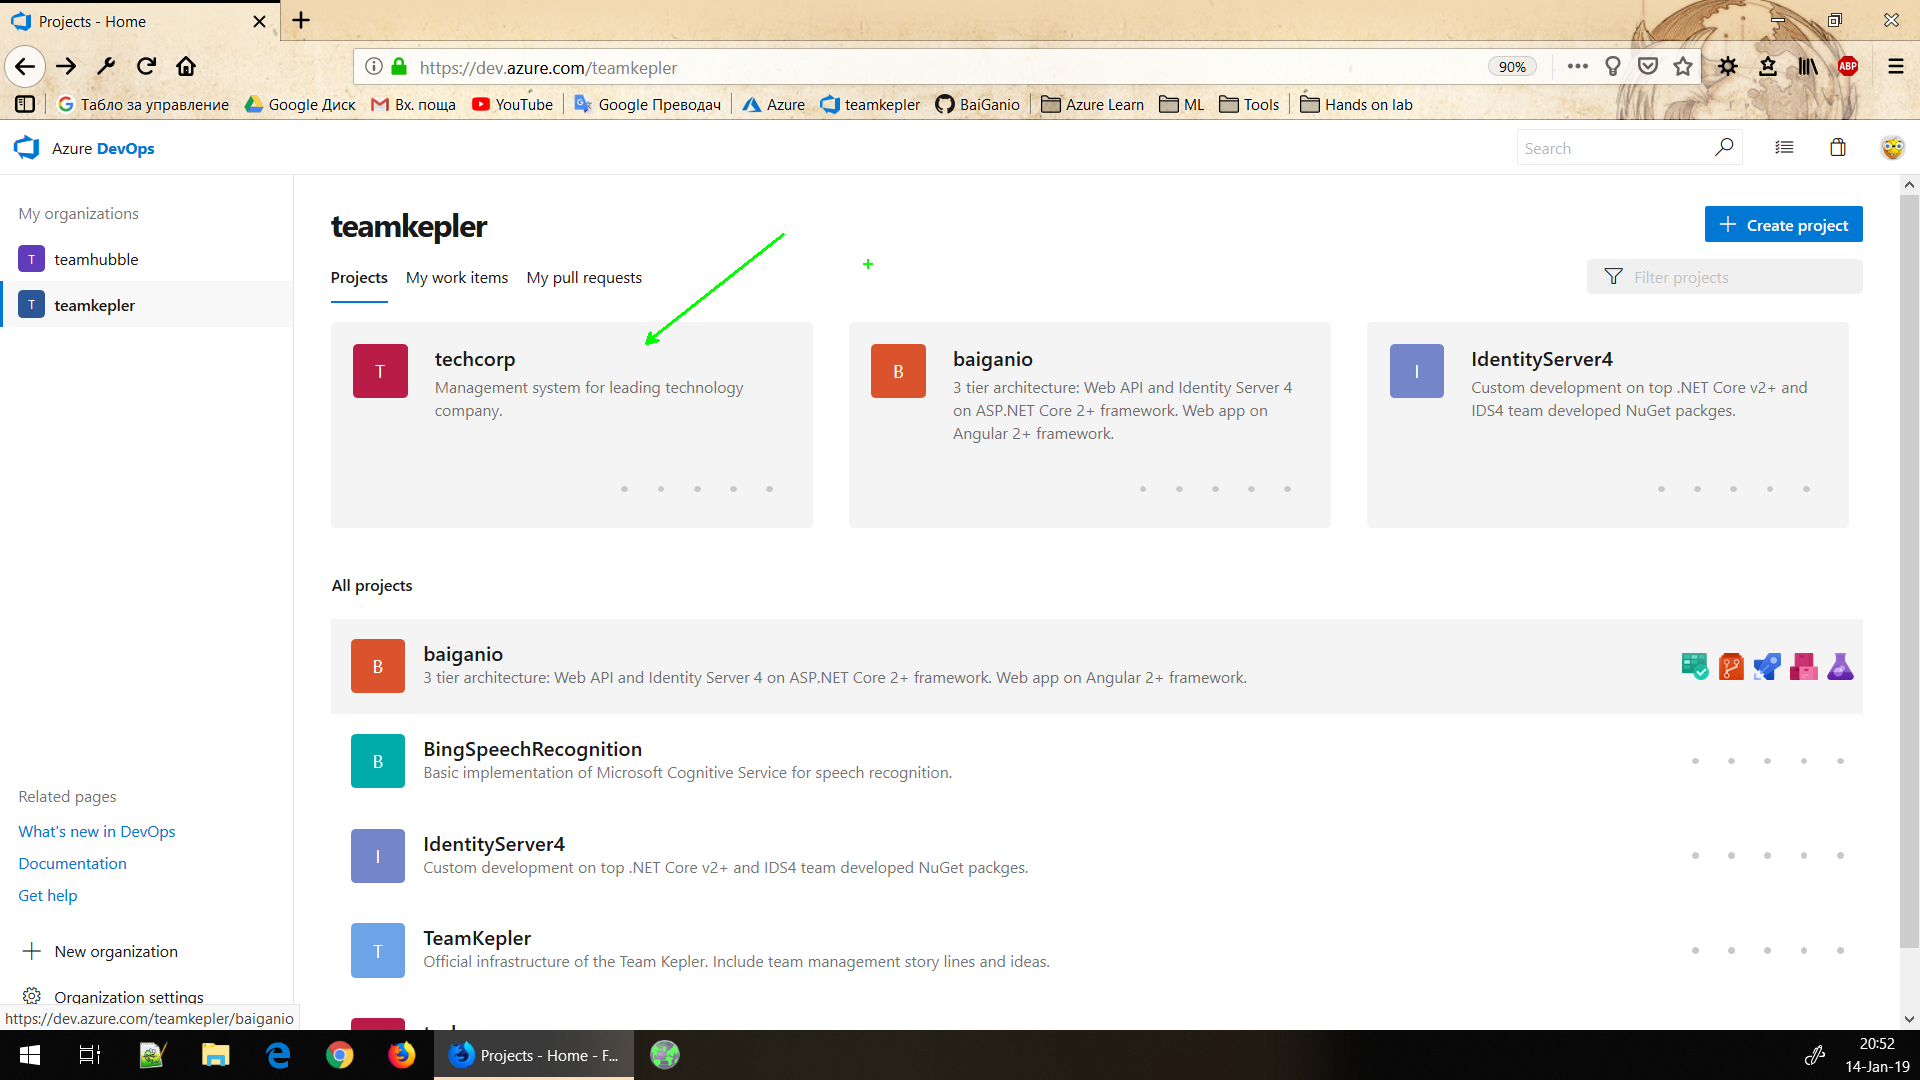 Projects - Home
https://dev.azure.com/teamkepler
90%
ABP
Табло за управление
Google Диск
Вх. поща
YouTube
Google Преводач
Azure
teamkepler
BaiGanio
Azure Learn
ML
Tools
Hands on lab
Azure DevOps
Search
My organizations
T teamhubble
T teamkepler
teamkepler
Create project
Projects
My work items
My pull requests
Filter projects
T
techcorp
Management system for leading technology
company.
B
baiganio
3 tier architecture: Web API and Identity Server 4
on ASP.NET Core 2+ framework. Web app on
Angular 2+ framework.
I
IdentityServer4
Custom development on top .NET Core v2+ and
IDS4 team developed NuGet packges.
All projects
B
baiganio
3 tier architecture: Web API and Identity Server 4 on ASP.NET Core 2+ framework. Web app on Angular 2+ framework.
B
BingSpeechRecognition
Basic implementation of Microsoft Cognitive Service for speech recognition.
I
IdentityServer4
Custom development on top .NET Core v2+ and IDS4 team developed NuGet packges.
T
TeamKepler
Official infrastructure of the Team Kepler. Include team management story lines and ideas.
Related pages
What's new in DevOps
Documentation
Get help
New organization
Organization settings
https://dev.azure.com/teamkepler/baiganio
Projects - Home - F...
20:52
14-Jan-19